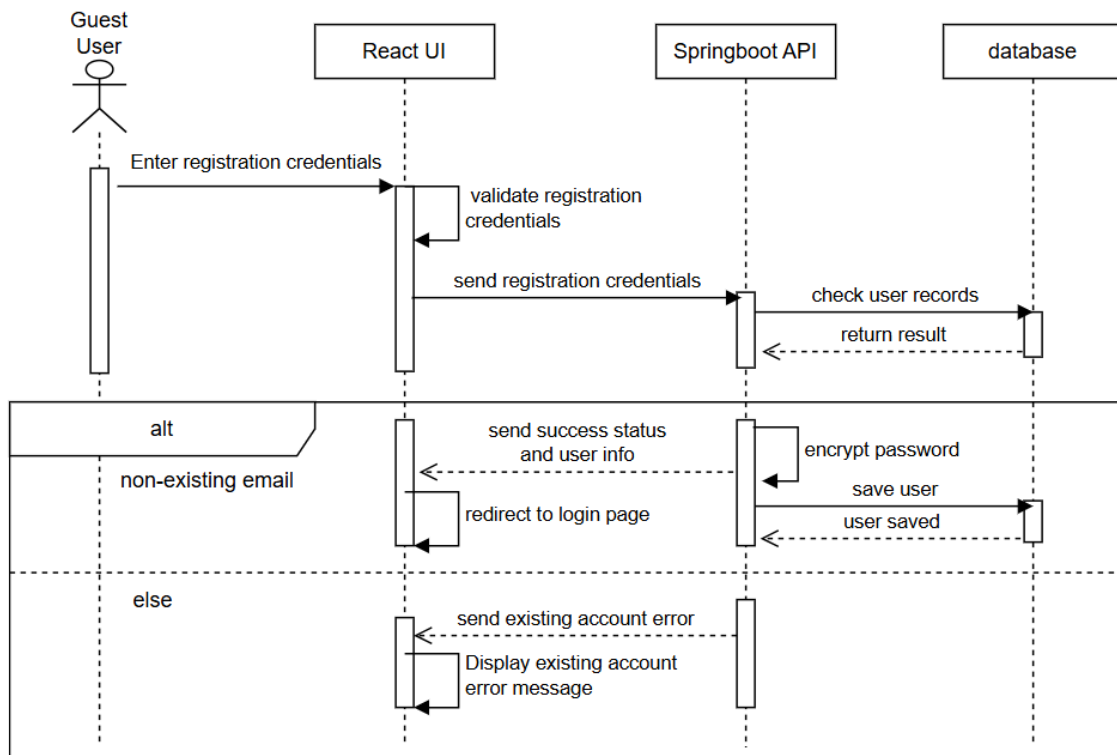 Guest
User
React UI
Springboot API
database
Enter registration credentials
validate registration
credentials
send registration credentials
check user records
return result
alt
non-existing email
send success status
and user info
encrypt password
redirect to login page
save user
user saved
else
send existing account error
Display existing account
error message